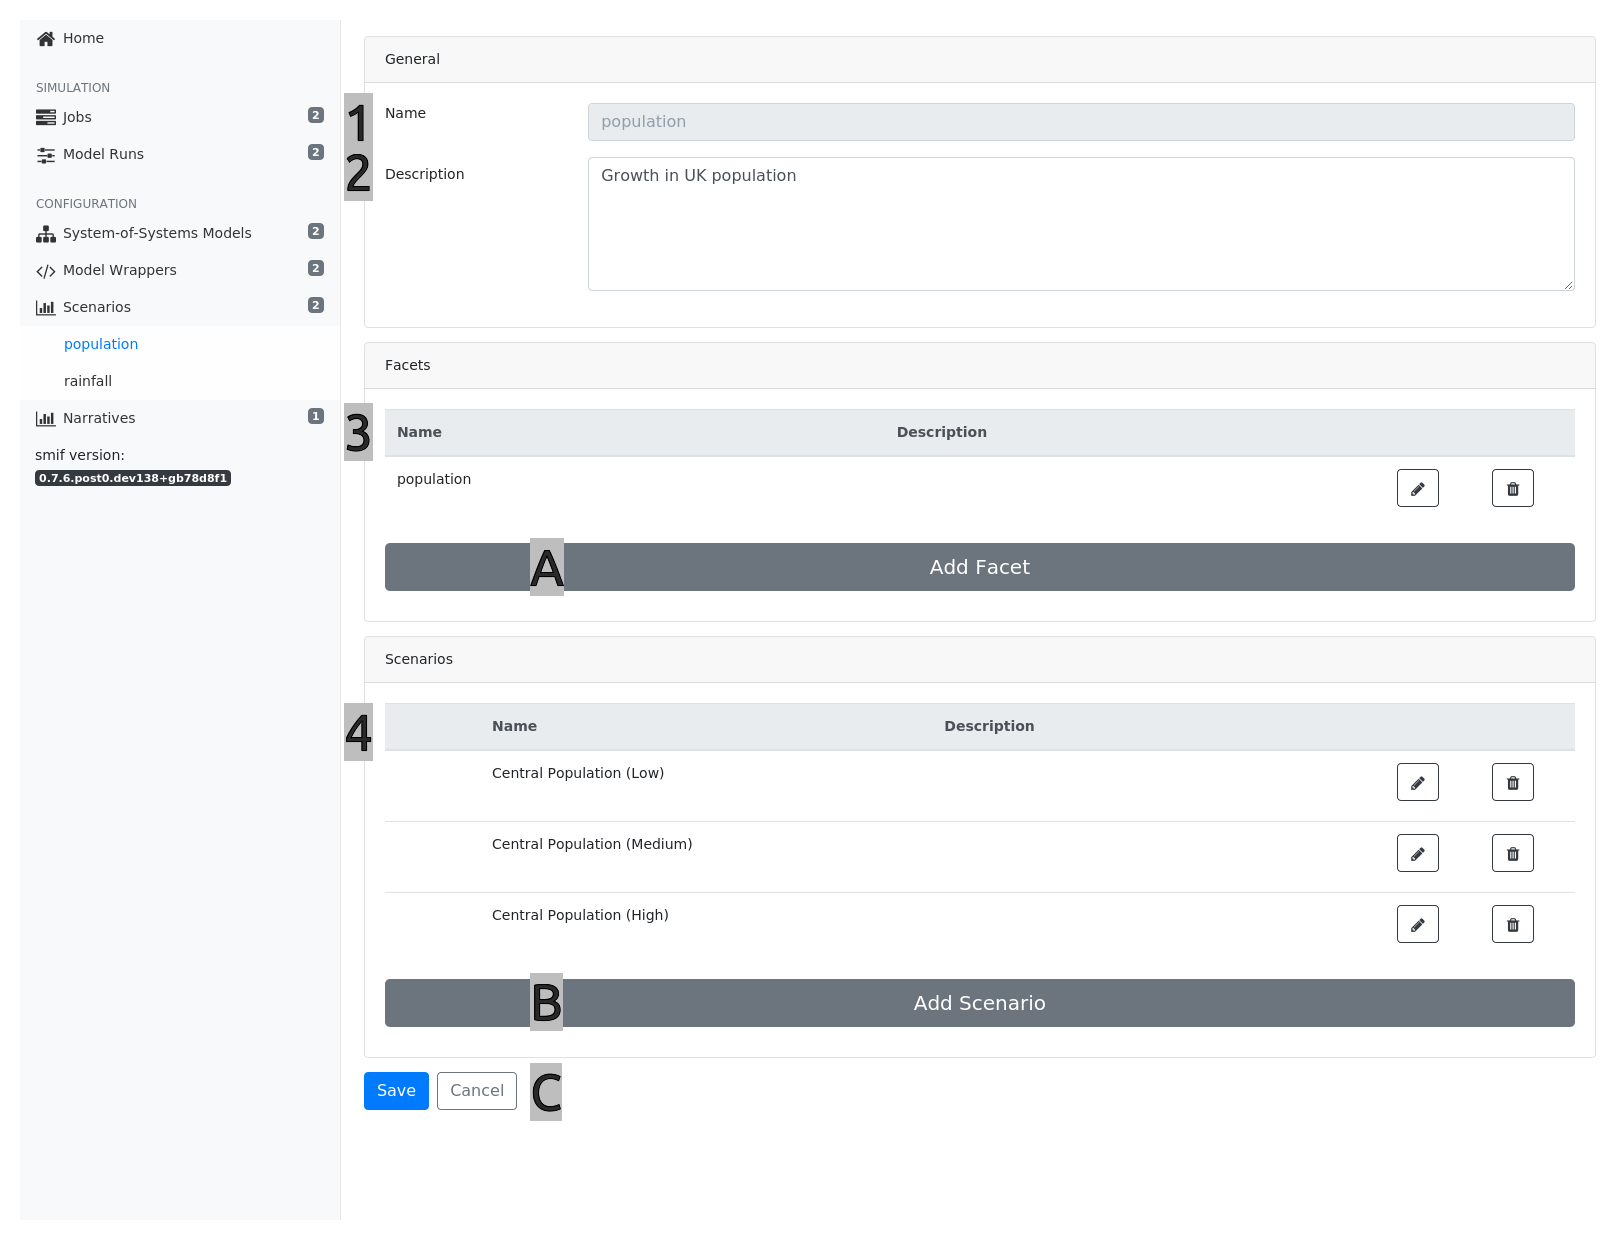 Home
SIMULATION
Jobs 2
Model Runs 2
CONFIGURATION
System-of-Systems Models 2
Model Wrappers 2
Scenarios 2
population
rainfall
Narratives 1
smif version:
0.7.6.post0.dev138+gb78d8f1
General
1 Name population
2 Description Growth in UK population
Facets
3 Name Description
population
A Add Facet
Scenarios
4 Name Description
Central Population (Low)
Central Population (Medium)
Central Population (High)
B Add Scenario
Save Cancel C